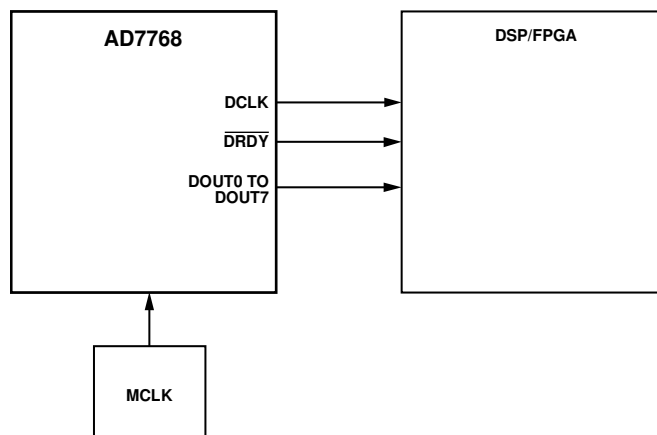 AD7768
DSP/FPGA
DCLK
DRDY
DOUT0 TO
DOUT7
MCLK